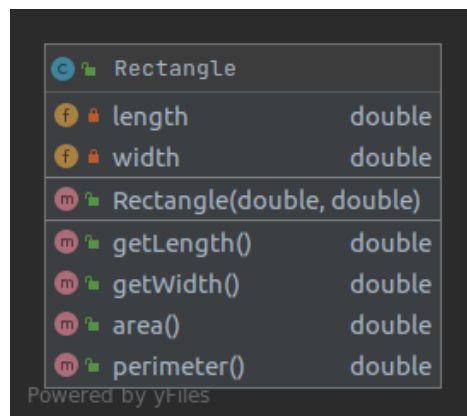 C Rectangle
f length double
f width double
m Rectangle(double, double)
m getLength() double
m getWidth() double
m area() double
m perimeter() double
Powered by yFiles